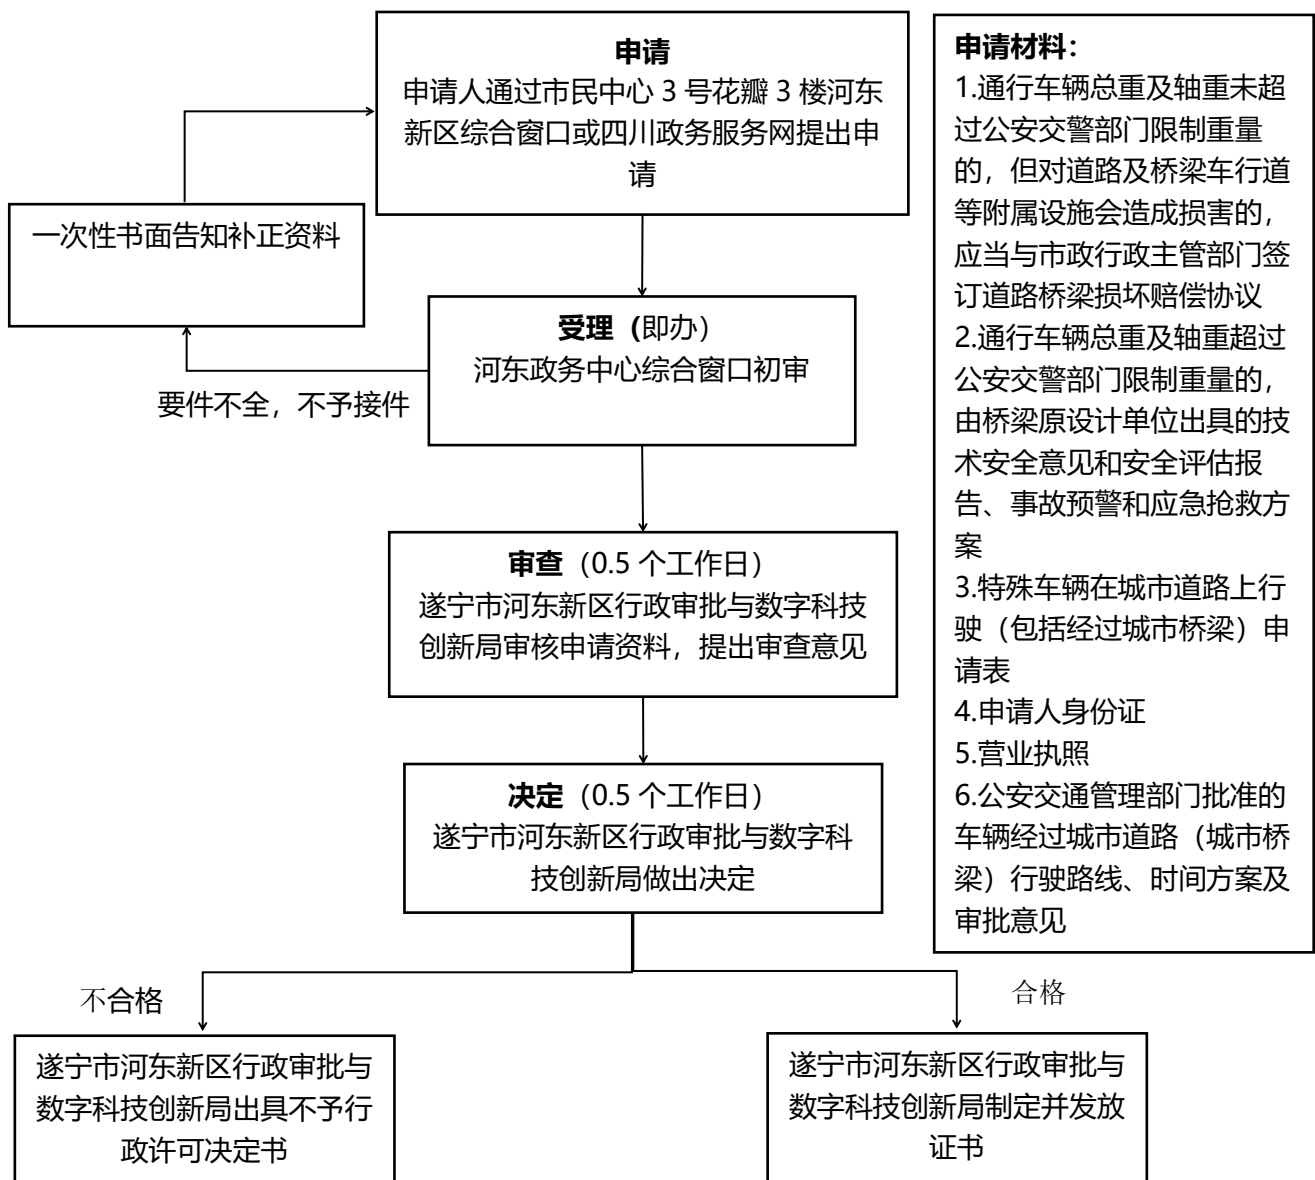 申请
申请人通过市民中心 3 号花瓣 3 楼河东
新区综合窗口或四川政务服务网提出申
请
一次性书面告知补正资料
受理（即办）
河东政务中心综合窗口初审
要件不全，不予接件
审查（0.5 个工作日）
遂宁市河东新区行政审批与数字科技
创新局审核申请资料，提出审查意见
决定（0.5 个工作日）
遂宁市河东新区行政审批与数字科
技创新局做出决定
不合格
合格
遂宁市河东新区行政审批与
数字科技创新局出具不予行
政许可决定书
遂宁市河东新区行政审批与
数字科技创新局制定并发放
证书
申请材料：
1.通行车辆总重及轴重未超
过公安交警部门限制重量
的，但对道路及桥梁车行道
等附属设施会造成损害的，
应当与市政行政主管部门签
订道路桥梁损坏赔偿协议
2.通行车辆总重及轴重超过
公安交警部门限制重量的，
由桥梁原设计单位出具的技
术安全意见和安全评估报
告、事故预警和应急抢救方
案
3.特殊车辆在城市道路上行
驶（包括经过城市桥梁）申
请表
4.申请人身份证
5.营业执照
6.公安交通管理部门批准的
车辆经过城市道路（城市桥
梁）行驶路线、时间方案及
审批意见